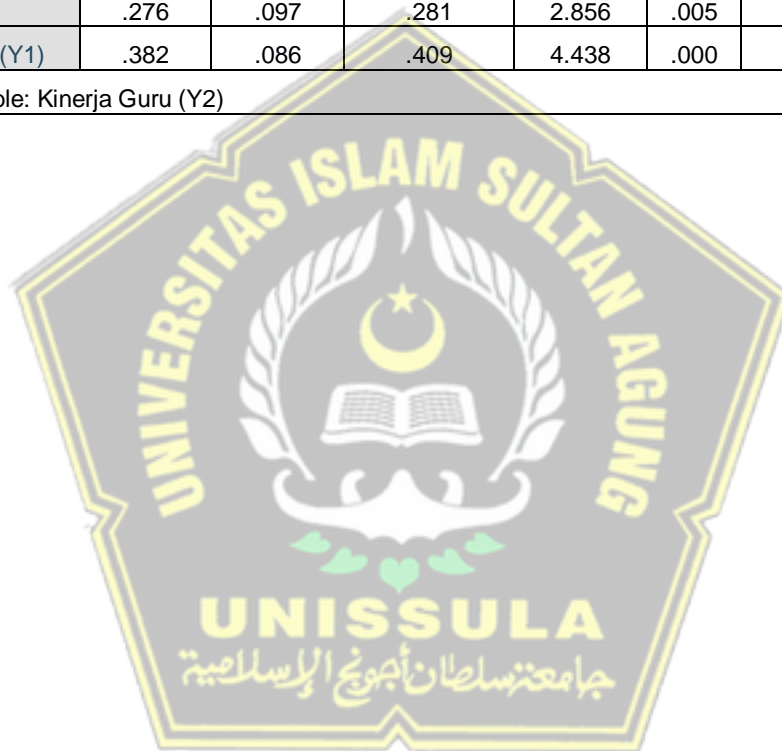 .276 .097 .281 2.856 .005
(Y1) .382 .086 .409 4.438 .000
ole: Kinerja Guru (Y2)
UNIVERSITAS ISLAM SULTAN AGUNG
UNISSULA
جامعة سلطان أجونج الإسلامية